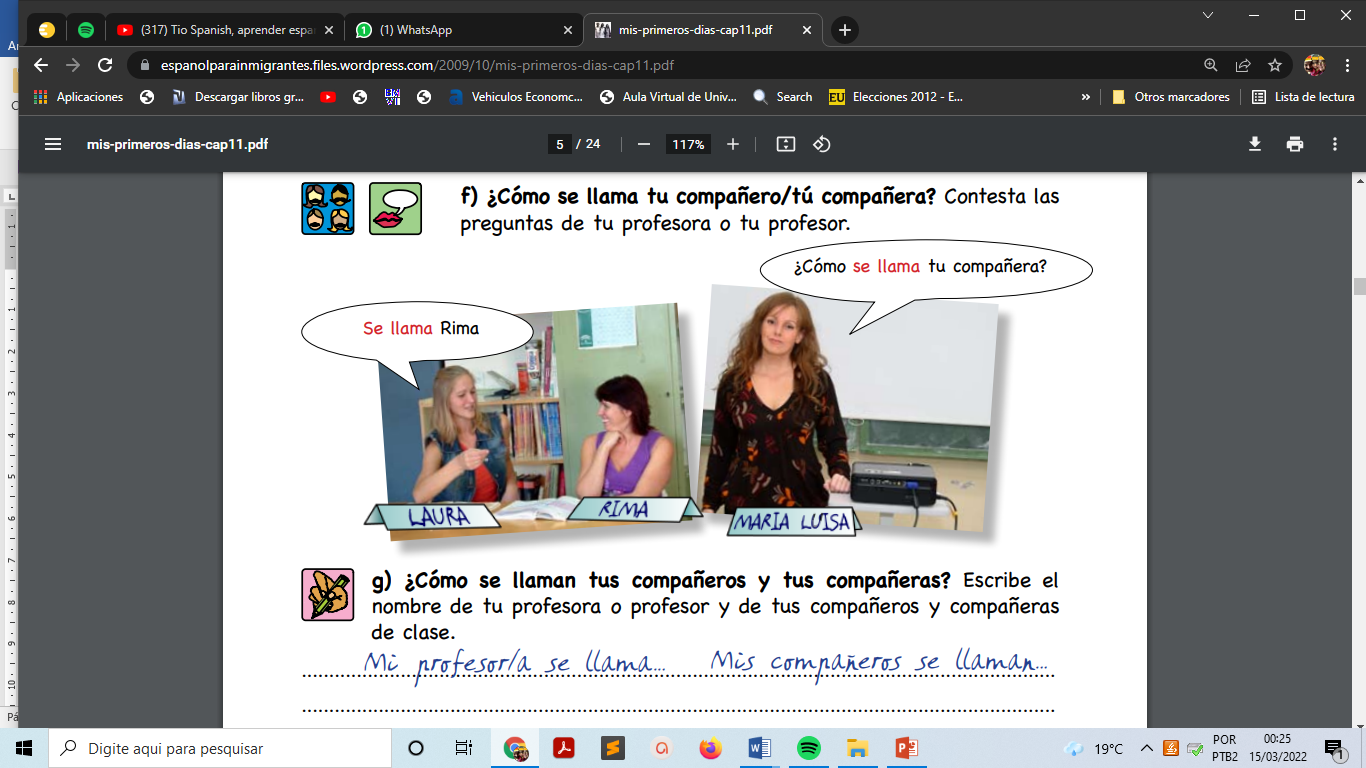 (317) Tio Spanish, aprender espa
(1) WhatsApp
mis-primeros-dias-cap11.pdf
espanolparainmigrantes.files.wordpress.com/2009/10/mis-primeros-dias-cap11.pdf
Aplicaciones
Descargar libros gr...
Vehiculos Economc...
Aula Virtual de Univ...
Search
EU
Elecciones 2012 - E...
»
Otros marcadores
Lista de lectura
mis-primeros-dias-cap11.pdf
5 / 24
117%
f) ¿Cómo se llama tu compañero/tú compañera? Contesta las
preguntas de tu profesora o tu profesor.
¿Cómo se llama tu compañera?
Se llama Rima
LAURA
RIMA
MARIA LUISA
g) ¿Cómo se llaman tus compañeros y tus compañeras? Escribe el
nombre de tu profesora o profesor y de tus compañeros y compañeras
de clase.
Mi profesor/a se llama... Mis compañeros se llaman...
Digite aqui para pesquisar
19°C
POR
PTB2
00:25
15/03/2022
1